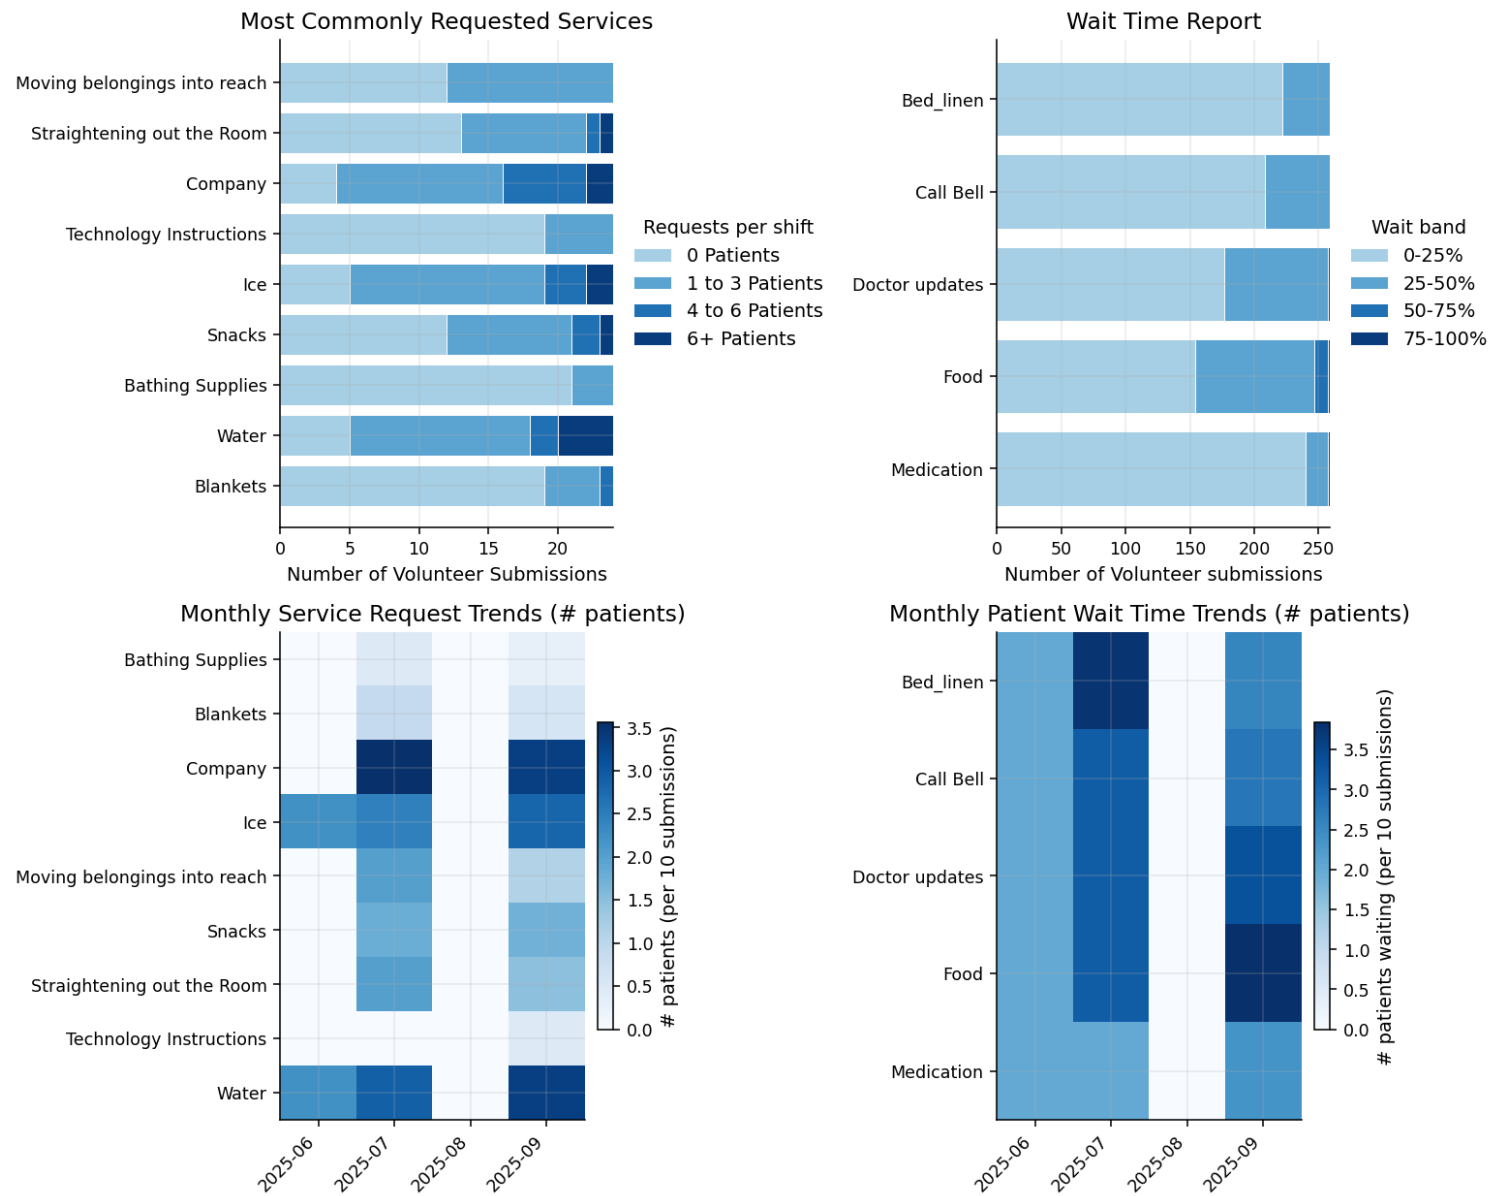 Most Commonly Requested Services
Moving belongings into reach
Straightening out the Room
Company
Technology Instructions
Ice
Snacks
Bathing Supplies
Water
Blankets
0 5 10 15 20
Number of Volunteer Submissions
Requests per shift
0 Patients
1 to 3 Patients
4 to 6 Patients
6+ Patients
Wait Time Report
Bed_linen
Call Bell
Doctor updates
Food
Medication
0 50 100 150 200 250
Number of Volunteer submissions
Wait band
0-25%
25-50%
50-75%
75-100%
Monthly Service Request Trends (# patients)
Bathing Supplies
Blankets
Company
Ice
Moving belongings into reach
Snacks
Straightening out the Room
Technology Instructions
Water
2025-06 2025-07 2025-08 2025-09
3.5
3.0
2.5
2.0
1.5
1.0
0.5
0.0
# patients (per 10 submissions)
Monthly Patient Wait Time Trends (# patients)
Bed_linen
Call Bell
Doctor updates
Food
Medication
2025-06 2025-07 2025-08 2025-09
3.5
3.0
2.5
2.0
1.5
1.0
0.5
0.0
# patients waiting (per 10 submissions)